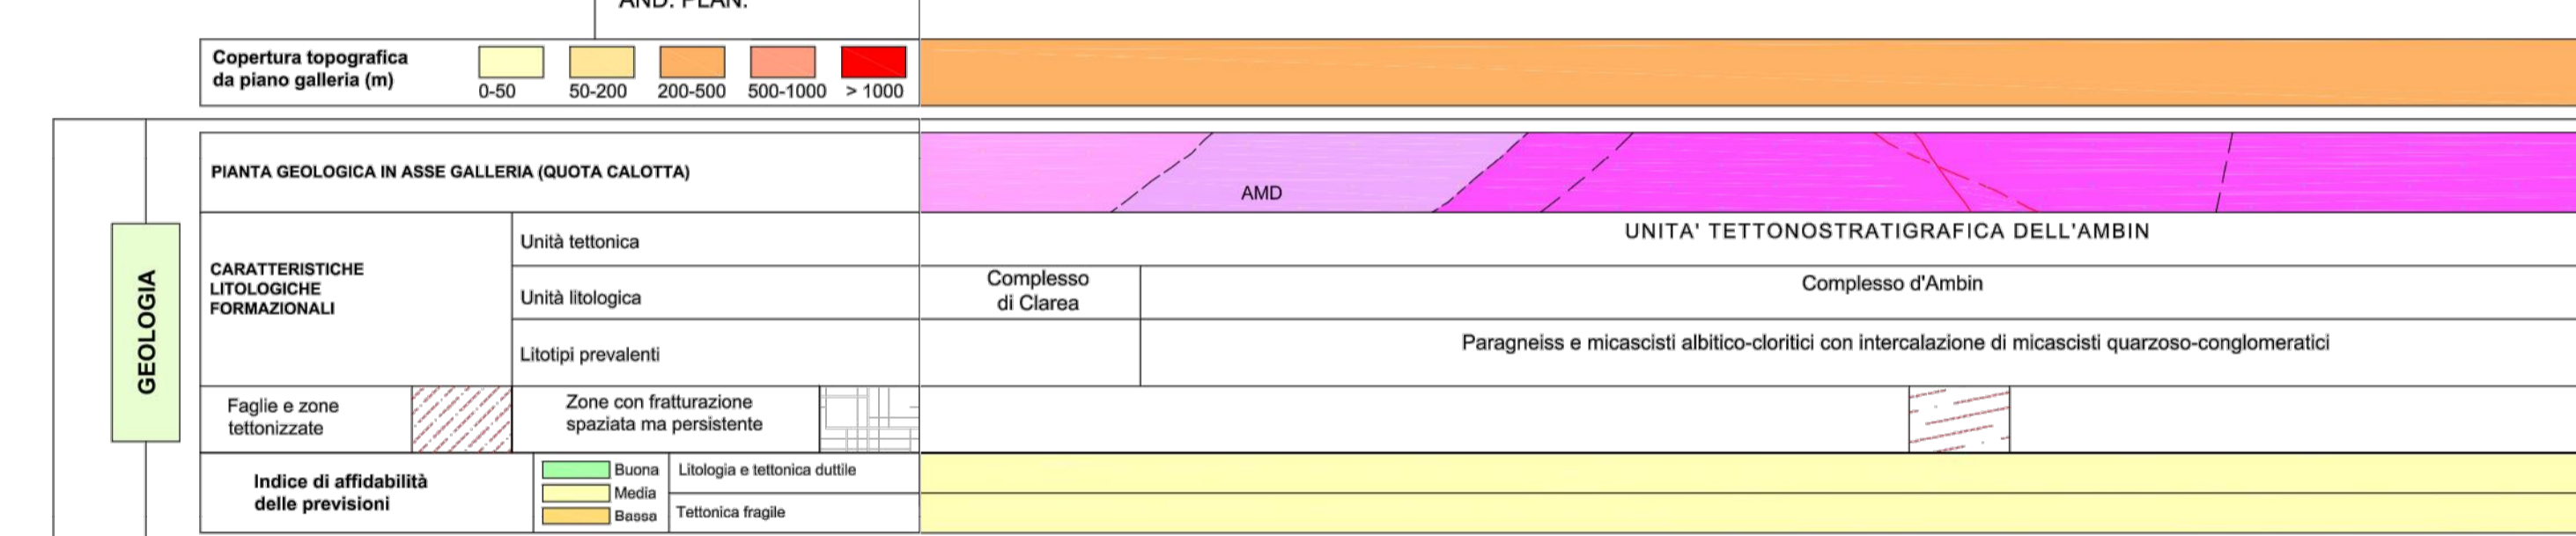 AND. PLAN.
Copertura topografica
da piano galleria (m)
0-50
50-200
200-500
500-1000
> 1000
PIANTA GEOLOGICA IN ASSE GALLERIA (QUOTA CALOTTA)
AMD
GEOLOGIA
CARATTERISTICHE
LITOLOGICHE
FORMAZIONALI
Unità tettonica
UNITA' TETTONOSTRATIGRAFICA DELL'AMBIN
Unità litologica
Complesso
di Clarea
Complesso d'Ambin
Litotipi prevalenti
Paragneiss e micascisti albitico-cloritici con intercalazione di micascisti quarzoso-conglomeratici
Faglie e zone
tettonizzate
Zone con fratturazione
spaziata ma persistente
Indice di affidabilità
delle previsioni
Buona
Media
Bassa
Litologia e tettonica duttile
Tettonica fragile